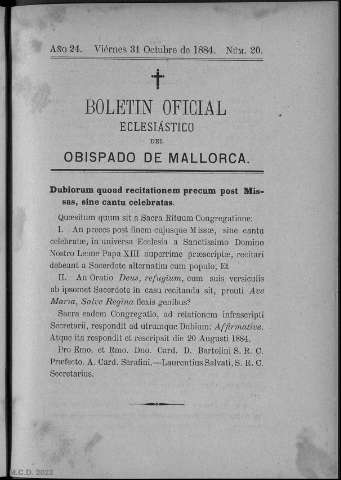 Año 24. Viérnes 31 Octubre de 1884. Núm. 20.
BOLETIN OFICIAL
ECLESIÁSTICO
DEL
OBISPADO DE MALLORCA.
Dubiorum quoad recitationem precum post Mis-
sas, sine cantu celebratas.
Quæsitum quum sit a Sacra Rituum Congregatione:
I. An preces post finem cujusque Missæ, sine cantu
celebratæ, in universa Ecclesia a Sanctissimo Domino
Nostro Leone Papa XIII nuperrime præscriptæ, recitari
debeant a Sacerdote alternatim cum populo; Et
II. An Oratio Deus, refugium, cum suis versiculis
ab ipsomet Sacerdote in casu recitanda sit, prouti Ave
Maria, Salve Regina flexis genibus?
Sacra eadem Congregatio, ad relationem infrascripti
Secretarii, respondit ad utrumque Dubium: Affirmative.
Atque ita respondit et rescripsit die 20 Augusti 1884.
Pro Emo. et Rmo. Dno. Card. D. Bartolini S. R. C.
Præfecto, A. Card. Serafini.—Laurentius Salvati, S. R. C.
Secretarius.
M.C.D. 2022